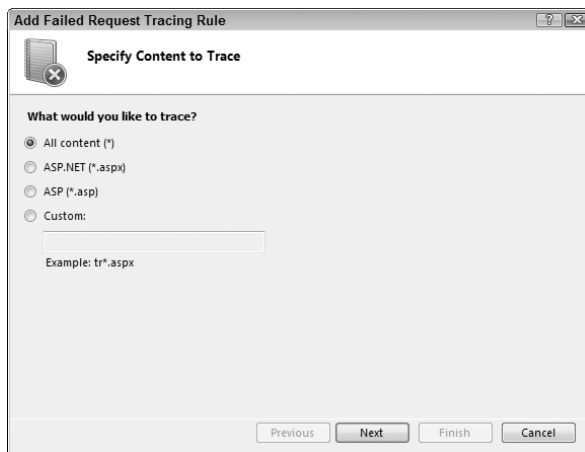 Add Failed Request Tracing Rule
Specify Content to Trace
What would you like to trace?
All content (*)
ASP.NET (*.aspx)
ASP (*.asp)
Custom:
Example: tr*.aspx
Previous Next Finish Cancel